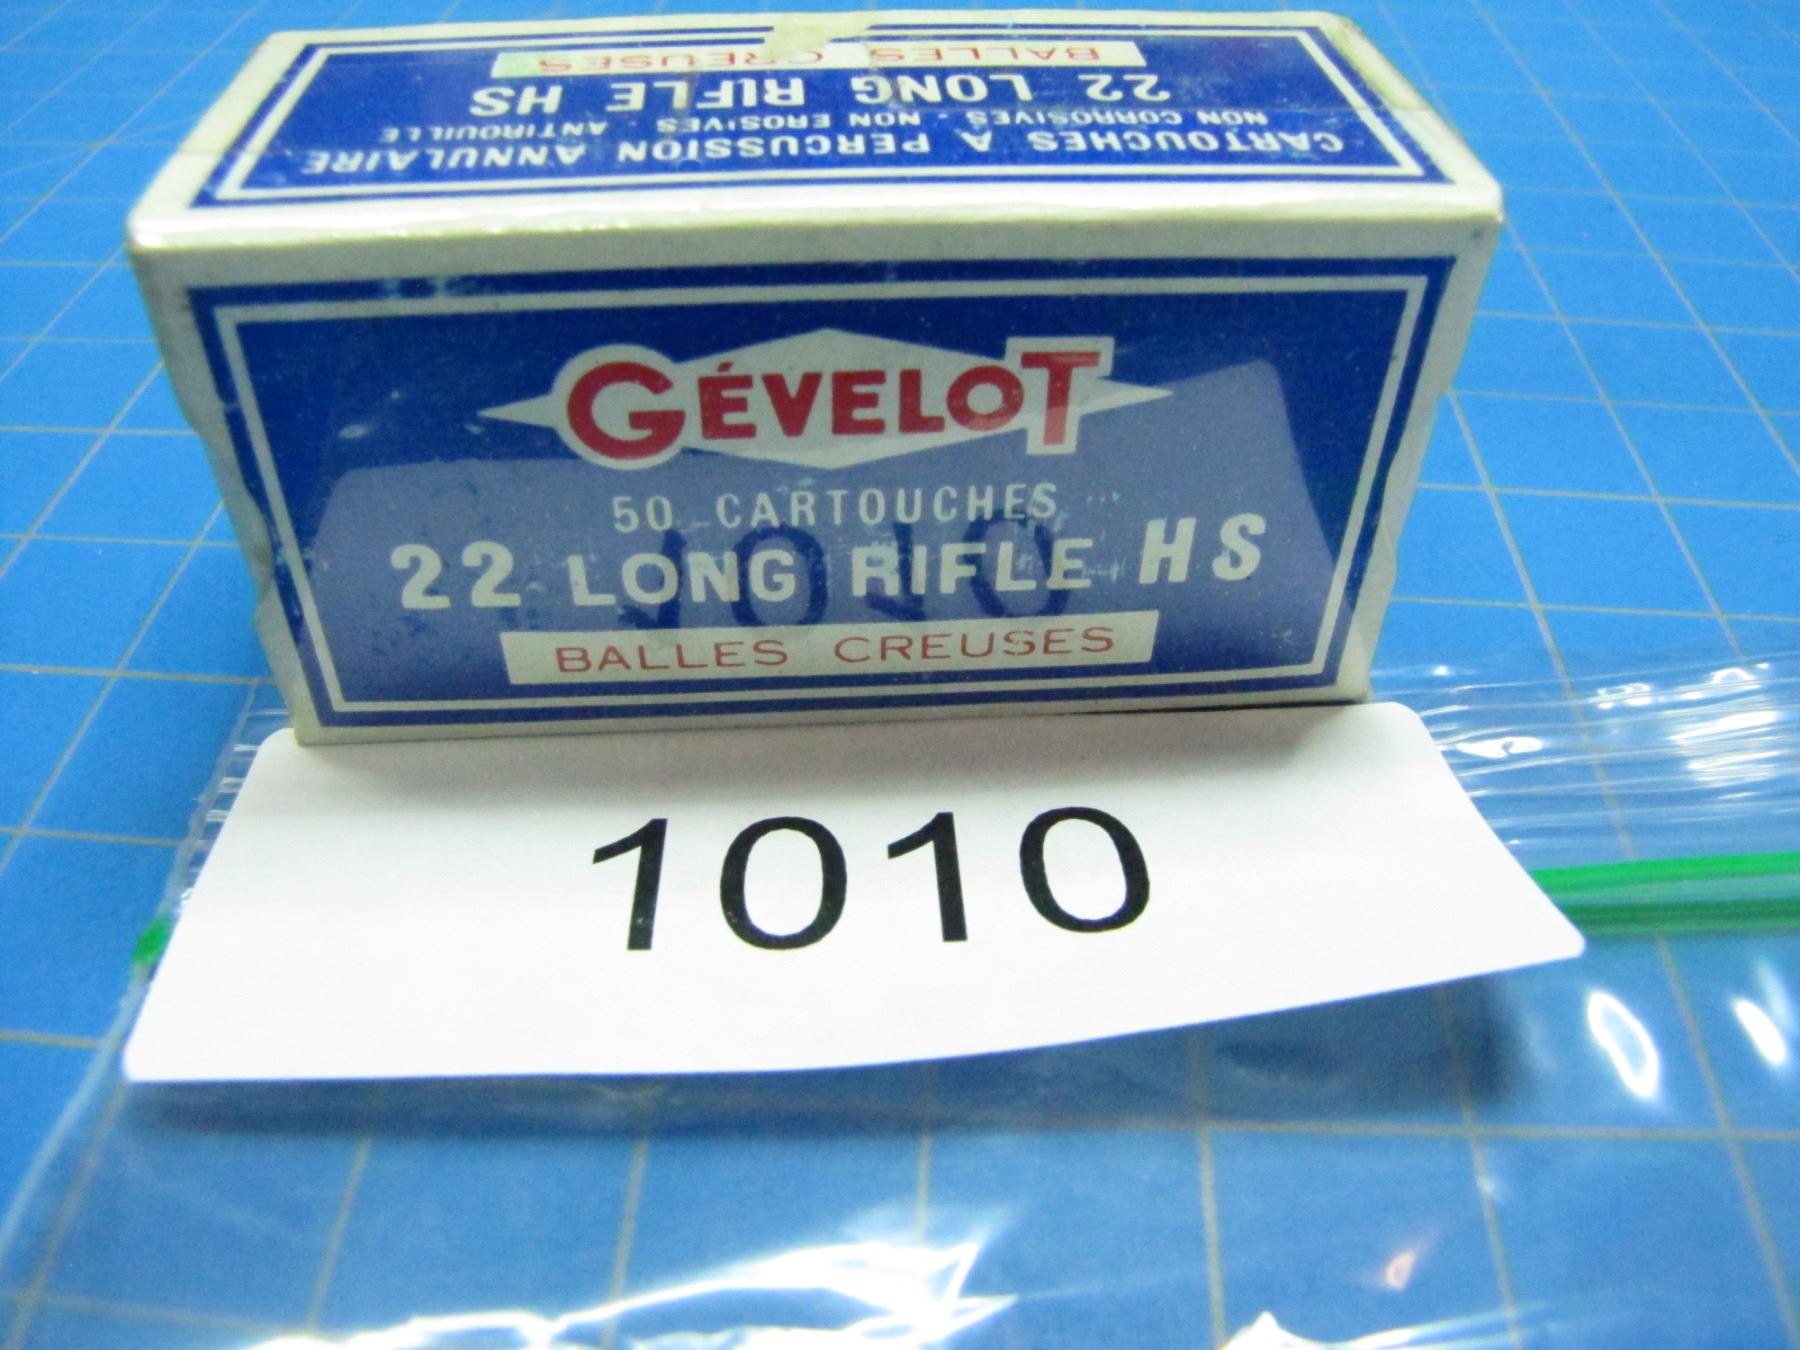 CARTOUCHES A PERCUSSION ANNULAIRE
NON CORROSIVES - NON EROSIVES - ANTIROUILLE
22 LONG RIFLE HS
BALLES CREUSES
GÉVELOT
50 CARTOUCHES
22 LONG RIFLE HS
BALLES CREUSES
1010